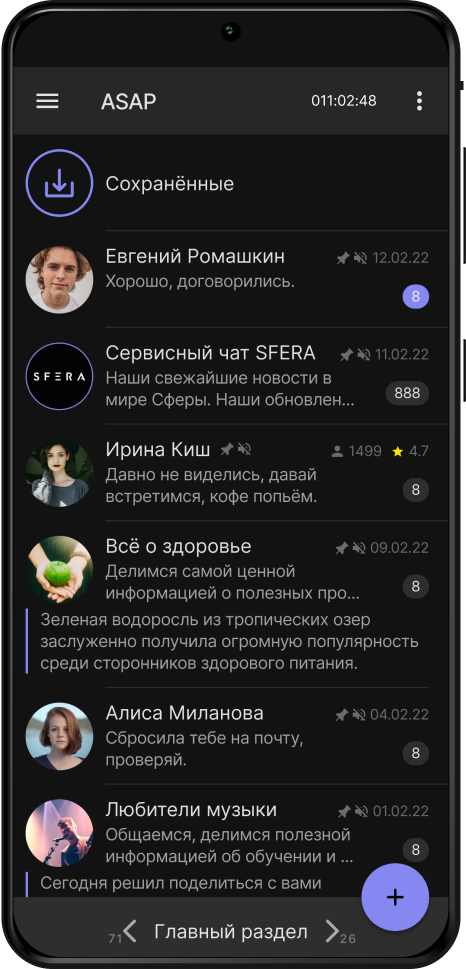 ASAP 011:02:48
Сохранённые
Евгений Ромашкин 12.02.22
Хорошо, договорились.
8
Сервисный чат SFERA 11.02.22
SFERA
Наши свежайшие новости в
мире Сферы. Наши обновлен...
888
Ирина Киш 1499 4.7
Давно не виделись, давай
встретимся, кофе попьём.
8
Всё о здоровье 09.02.22
Делимся самой ценной
информацией о полезных про...
8
Зеленая водоросль из тропических озер
заслуженно получила огромную популярность
среди сторонников здорового питания.
Алиса Миланова 04.02.22
Сбросила тебе на почту,
проверяй.
8
Любители музыки 01.02.22
Общаемся, делимся полезной
информацией об обучении и ...
8
Сегодня решил поделиться с вами
+
71 Главный раздел 26